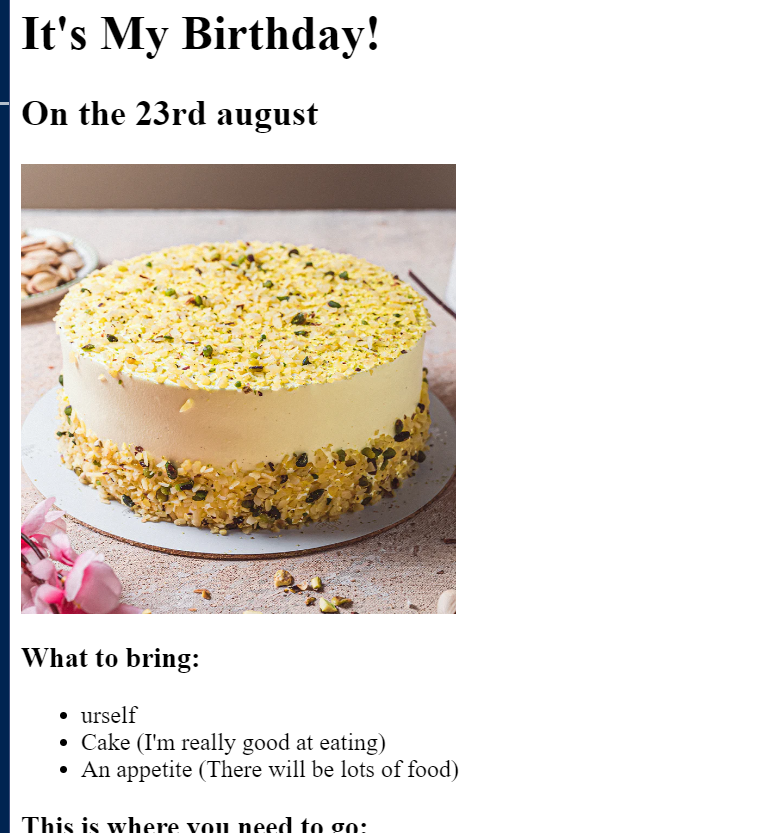 It's My Birthday!
On the 23rd august
What to bring:
urself
Cake (I'm really good at eating)
An appetite (There will be lots of food)
This is where you need to go: